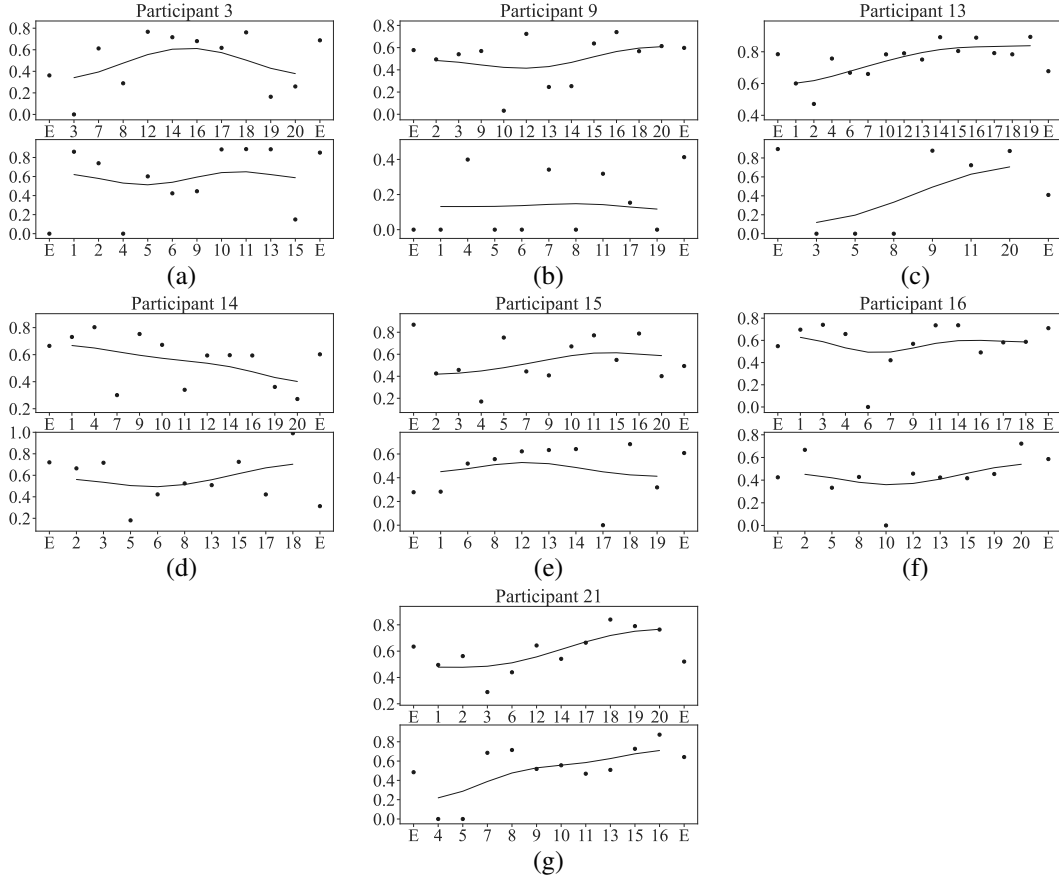 Participant 3
0.8
0.6
0.4
0.2
0.0
E 3 7 8 12 14 16 17 18 19 20 E
0.8
0.6
0.4
0.2
0.0
E 1 2 4 5 6 9 10 11 13 15 E
(a)
Participant 9
0.8
0.6
0.4
0.2
0.0
E 2 3 9 10 12 13 14 15 16 18 20 E
0.4
0.2
0.0
E 1 4 5 6 7 8 11 17 19 E
(b)
Participant 13
0.8
0.6
0.4
E 1 2 4 6 7 10 12 13 14 15 16 17 18 19 E
0.8
0.6
0.4
0.2
0.0
E 3 5 8 9 11 20 E
(c)
Participant 14
0.8
0.6
0.4
0.2
E 1 4 7 9 10 11 12 14 16 19 20 E
1.0
0.8
0.6
0.4
0.2
E 2 3 5 6 8 13 15 17 18 E
(d)
Participant 15
0.8
0.6
0.4
0.2
0.0
E 2 3 4 5 7 9 10 11 15 16 20 E
0.6
0.4
0.2
0.0
E 1 6 8 12 13 14 17 18 19 E
(e)
Participant 16
0.8
0.6
0.4
0.2
0.0
E 1 3 4 6 7 9 11 14 16 17 18 E
0.6
0.4
0.2
0.0
E 2 5 8 10 12 13 15 19 20 E
(f)
Participant 21
0.8
0.6
0.4
0.2
E 1 2 3 6 12 14 17 18 19 20 E
0.8
0.6
0.4
0.2
0.0
E 4 5 7 8 9 10 11 13 15 16 E
(g)